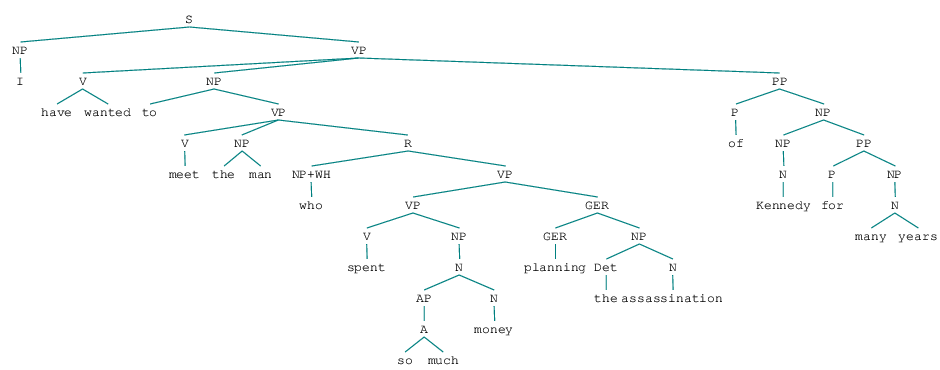 S
NP VP
I V NP PP
have wanted to VP P NP
V NP R of NP PP
meet the man NP+WH VP N P NP
who VP GER Kennedy for N
V NP GER NP many years
spent N planning Det N
AP N the assassination
A money
so much